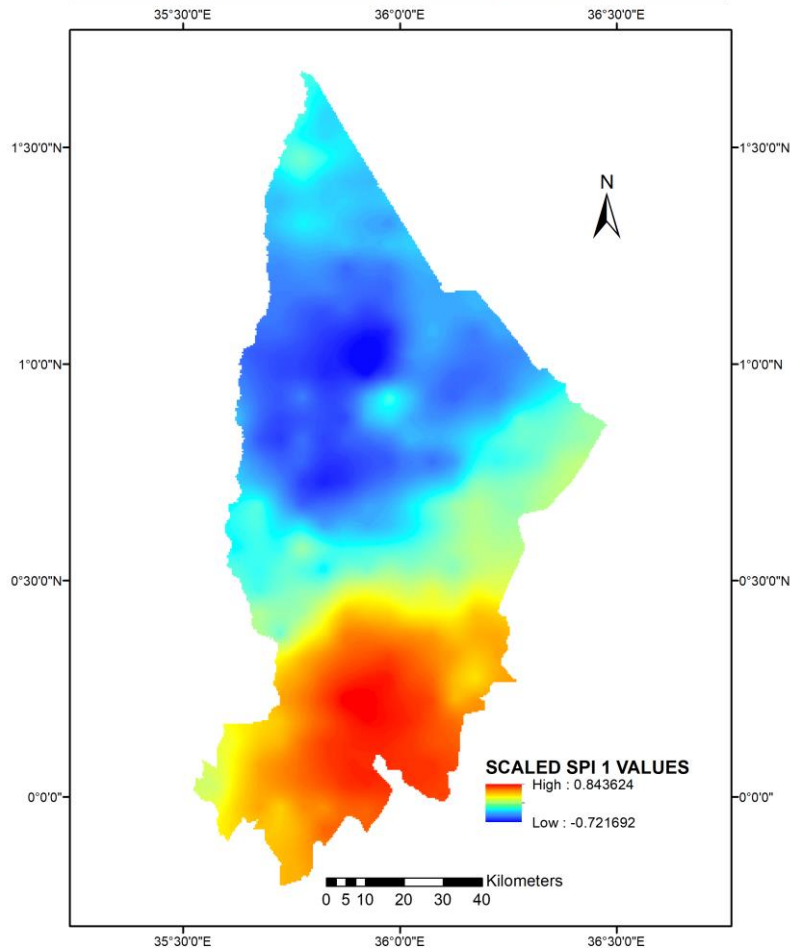 35°30'0"E 36°0'0"E 36°30'0"E
1°30'0"N 1°30'0"N
N
1°0'0"N 1°0'0"N
0°30'0"N 0°30'0"N
SCALED SPI 1 VALUES
High : 0.843624
0°0'0" 0°0'0"
Low : -0.721692
Kilometers
0 5 10 20 30 40
35°30'0"E 36°0'0"E 36°30'0"E